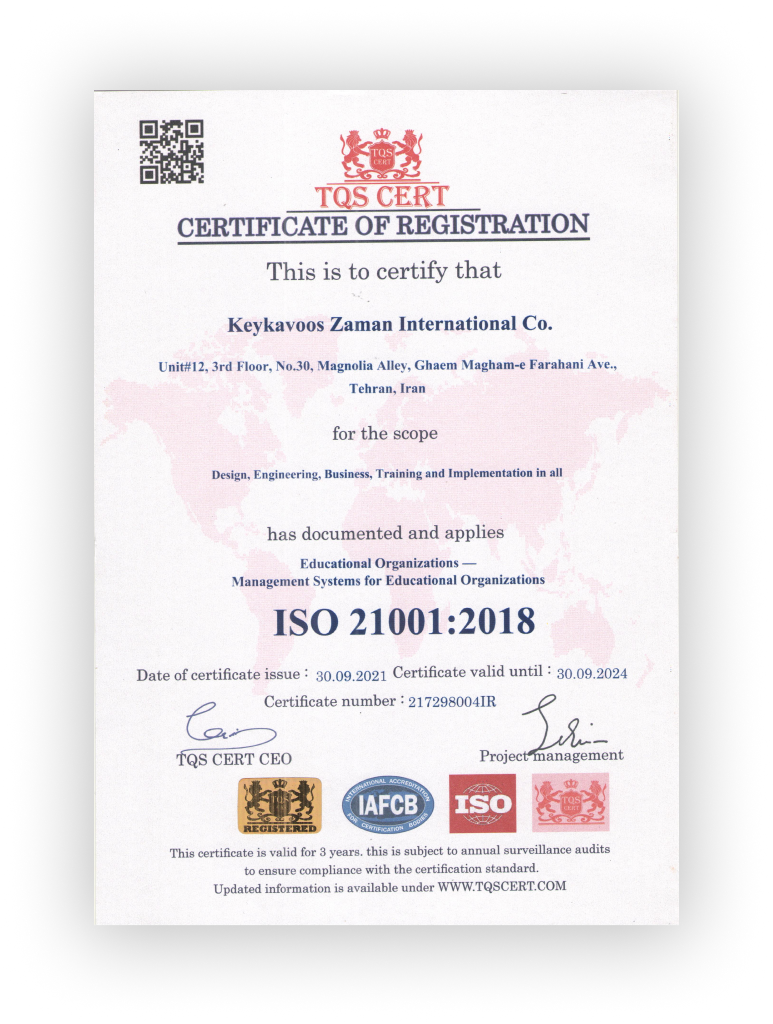 TQS
CERT
TQS CERT
CERTIFICATE OF REGISTRATION
This is to certify that
Keykavoos Zaman International Co.
Unit#12, 3rd Floor, No.30, Magnolia Alley, Ghaem Magham-e Farahani Ave.,
Tehran, Iran
for the scope
Design, Engineering, Business, Training and Implementation in all
has documented and applies
Educational Organizations —
Management Systems for Educational Organizations
ISO 21001:2018
Date of certificate issue : 30.09.2021 Certificate valid until : 30.09.2024
Certificate number : 217298004IR
TQS CERT CEO
Project management
REGISTERED
INTERNATIONAL ACCREDITATION
IAFCB
FOR CERTIFICATION BODIES
ISO
TQS
CERT
This certificate is valid for 3 years. this is subject to annual surveillance audits
to ensure compliance with the certification standard.
Updated information is available under WWW.TQSCERT.COM